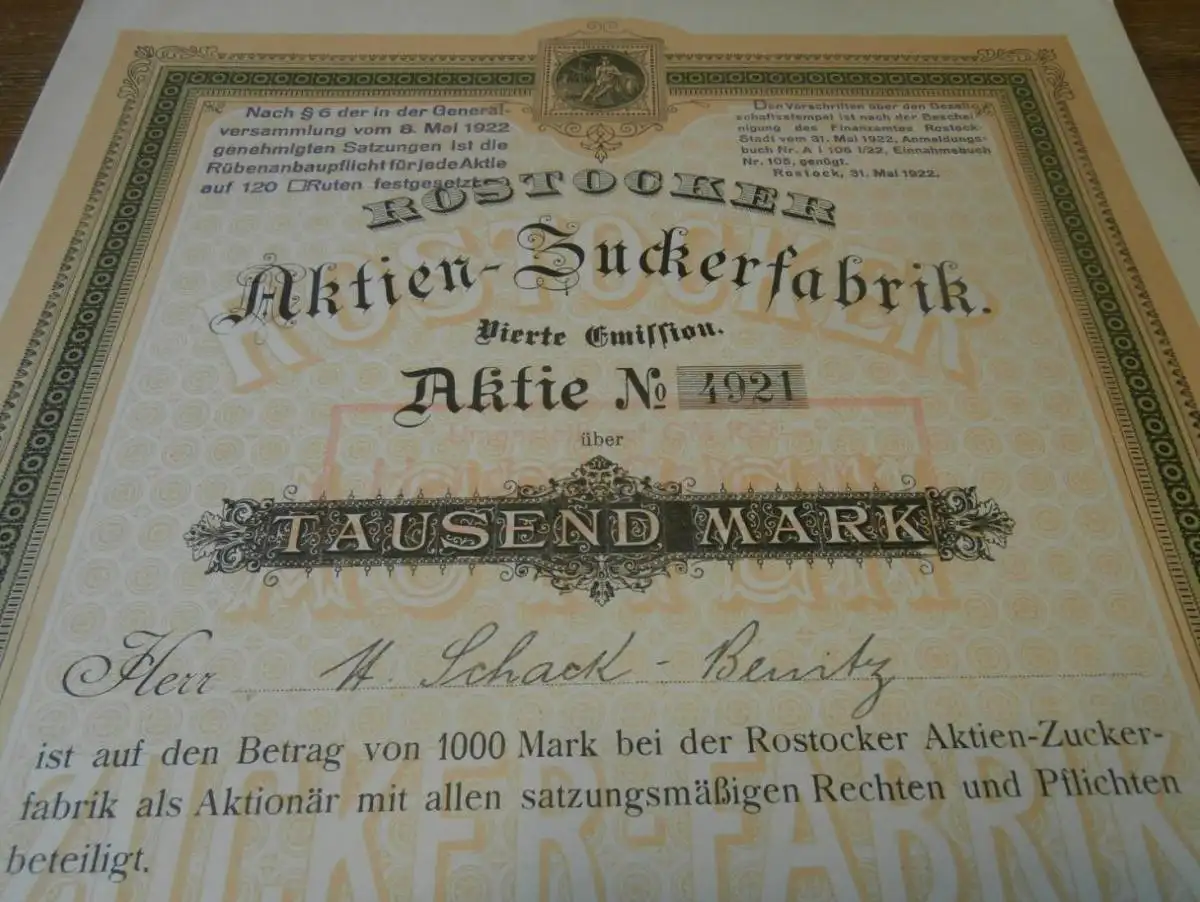 Nach § 6 der in der General-
versammlung vom 8. Mai 1922
genehmigten Satzungen ist die
Rübenanbaupflicht für jede Aktie
auf 120 □Ruten festgesetzt.
Den Vorschriften über den Gesell-
schaftsstempel ist nach der Beschei-
nigung des Finanzamtes Rostock-
Stadt vom 31. Mai 1922, Anmeldungs-
buch Nr. A I 106 I/22, Einnahmebuch
Nr. 105, genügt.
Rostock, 31. Mai 1922.
ROSTOCKER
Aktien-Zuckerfabrik.
Vierte Emission.
Aktie № 4921
über
TAUSEND MARK
Herr H. Schack - Benitz
ist auf den Betrag von 1000 Mark bei der Rostocker Aktien-Zucker-
fabrik als Aktionär mit allen satzungsmäßigen Rechten und Pflichten
beteiligt.
ROSTOCKER
ZUCKER-FABRIK